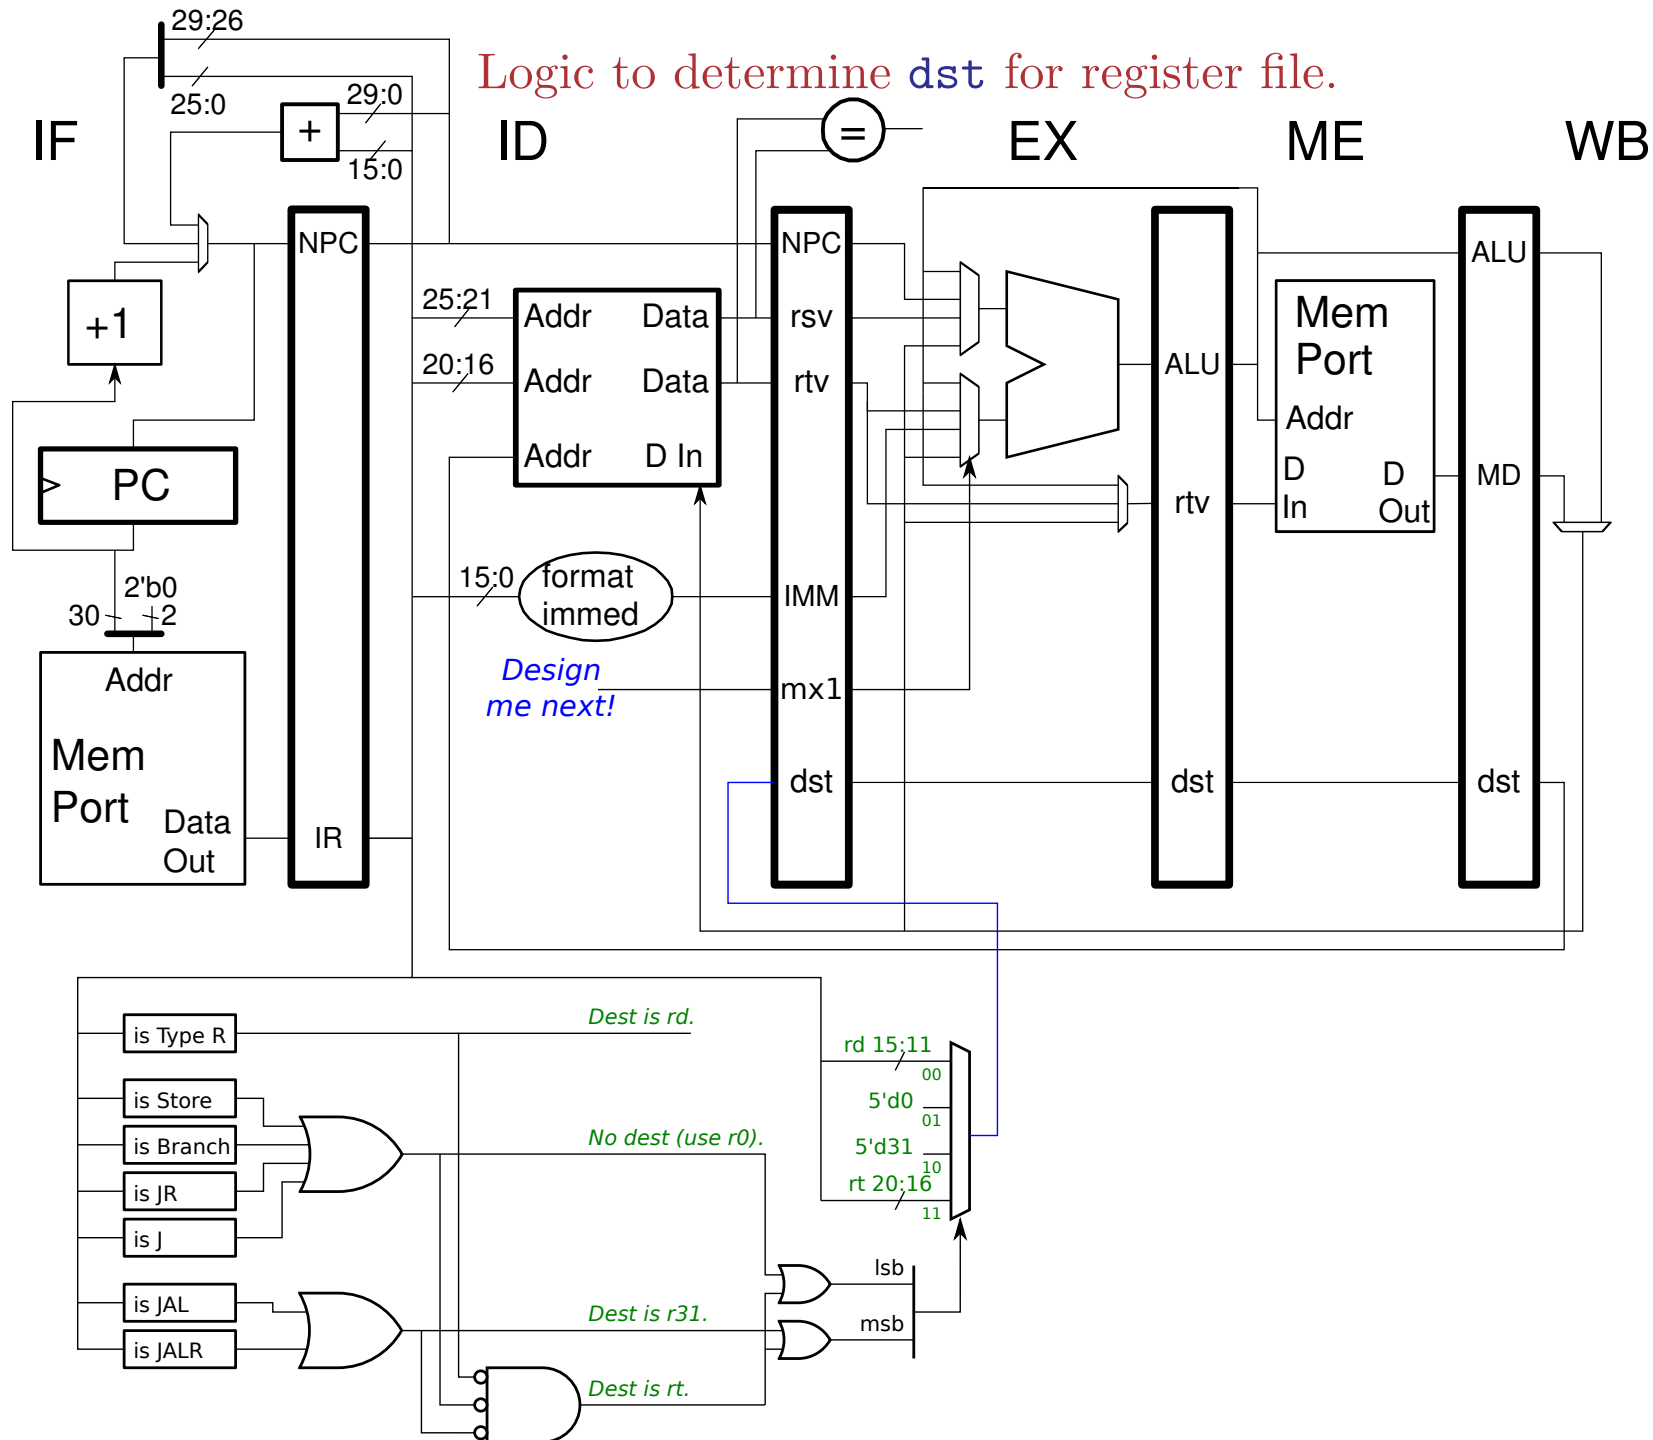 29:26
25:0
Logic to determine dst for register file.
IF
ID
EX
ME
WB
+
29:0
15:0
=
NPC
NPC
ALU
+1
25:21
20:16
Addr
Data
Addr
Data
Addr
D In
rsv
rtv
ALU
rtv
Mem
Port
Addr
D
In
D
Out
MD
PC
2'b0
30
2
15:0
format
immed
IMM
Addr
Mem
Port
Data
Out
IR
Design
me next!
mx1
dst
dst
dst
is Type R
is Store
is Branch
is JR
is J
is JAL
is JALR
Dest is rd.
No dest (use r0).
Dest is r31.
Dest is rt.
rd 15:11
00
5'd0
01
5'd31
10
rt 20:16
11
lsb
msb